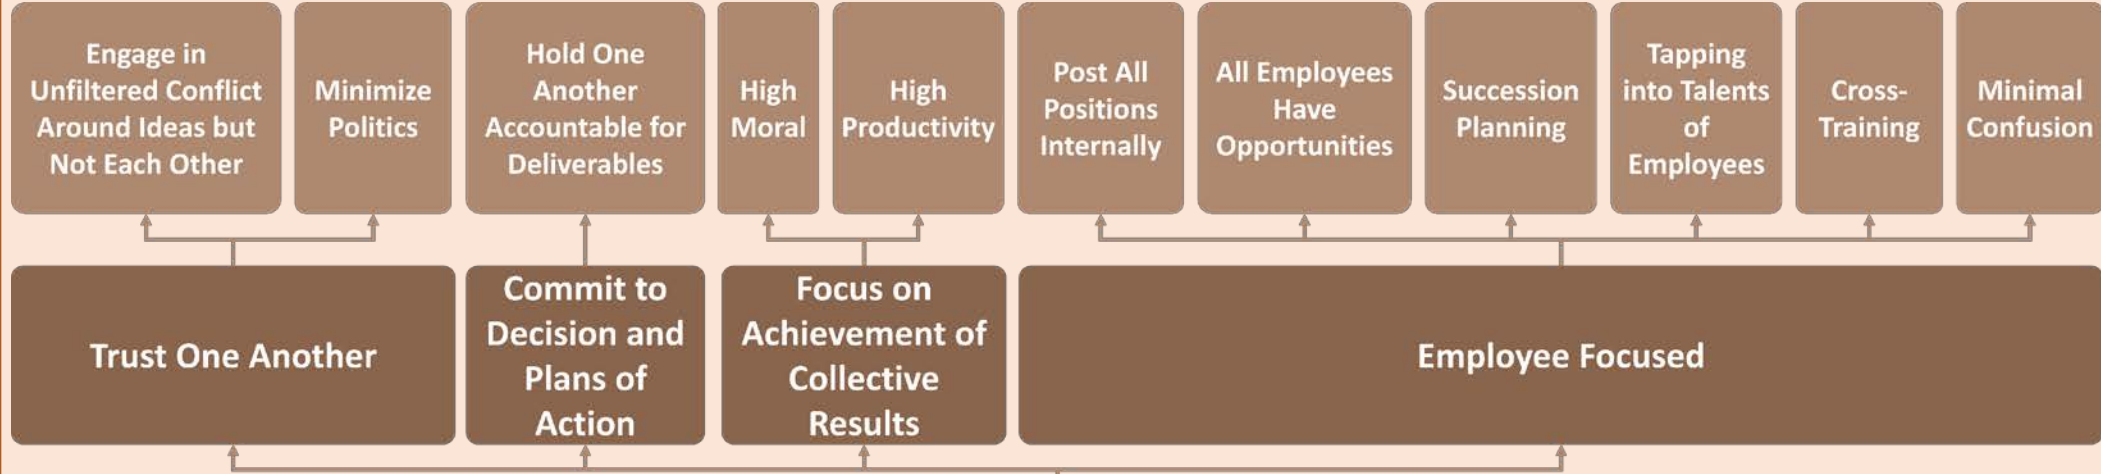 Engage in
Unfiltered Conflict
Around Ideas but
Not Each Other
Minimize
Politics
Hold One
Another
Accountable for
Deliverables
High
Moral
High
Productivity
Post All
Positions
Internally
All Employees
Have
Opportunities
Succession
Planning
Tapping
into Talents
of
Employees
Cross-
Training
Minimal
Confusion
Trust One Another
Commit to
Decision and
Plans of
Action
Focus on
Achievement of
Collective
Results
Employee Focused